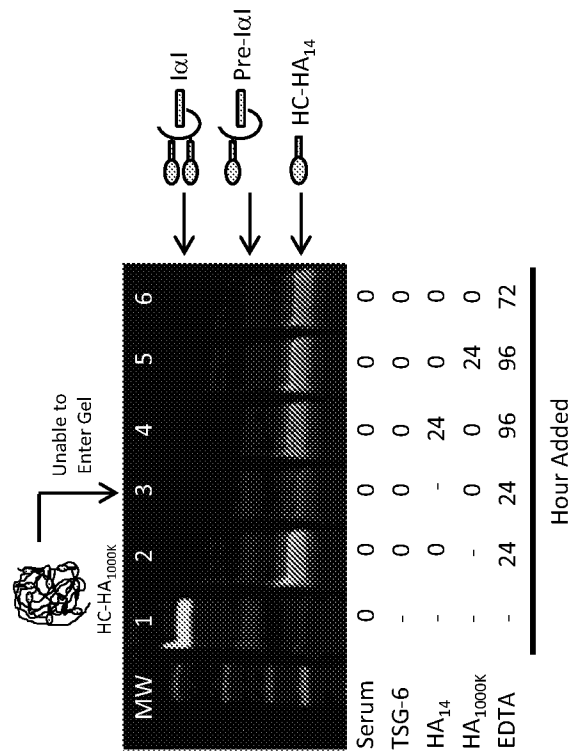 HC-HA1000K
Unable to
Enter Gel
MW 1 2 3 4 5 6
IαI
Pre-IαI
HC-HA14
Serum 0 0 0 0 0 0
TSG-6 - 0 0 0 0 0
HA14 - 0 - 24 0 0
HA1000K - - 0 0 24 0
EDTA - 24 24 96 96 72
Hour Added